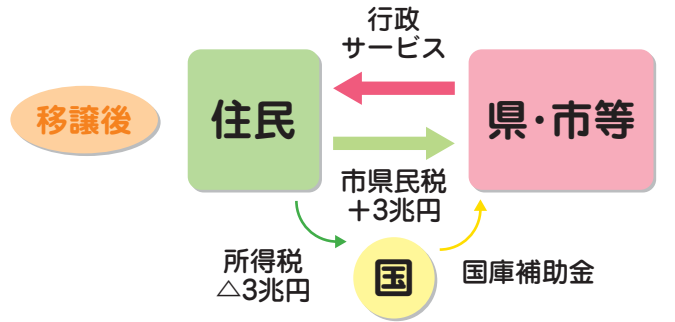 行政
サービス
移譲後
住民
県・市等
市県民税
＋3兆円
所得税
△3兆円
国
国庫補助金